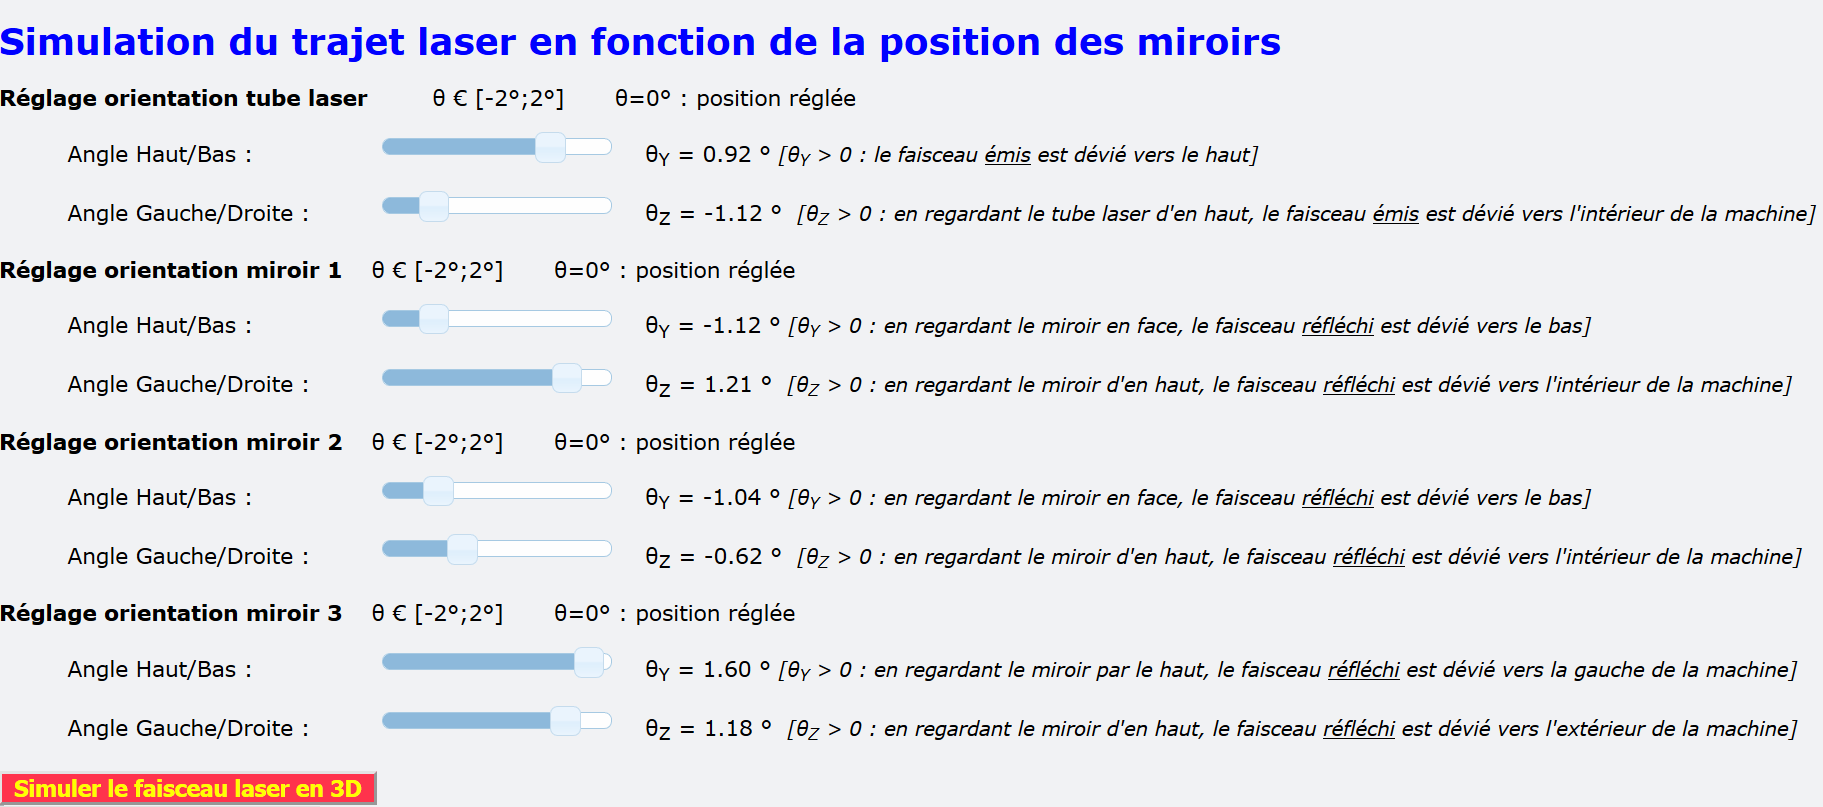 Simulation du trajet laser en fonction de la position des miroirs
Réglage orientation tube laser θ € [-2°;2°] θ=0° : position réglée
Angle Haut/Bas : θY = 0.92 ° [θY > 0 : le faisceau émis est dévié vers le haut]
Angle Gauche/Droite : θZ = -1.12 ° [θZ > 0 : en regardant le tube laser d'en haut, le faisceau émis est dévié vers l'intérieur de la machine]
Réglage orientation miroir 1 θ € [-2°;2°] θ=0° : position réglée
Angle Haut/Bas : θY = -1.12 ° [θY > 0 : en regardant le miroir en face, le faisceau réfléchi est dévié vers le bas]
Angle Gauche/Droite : θZ = 1.21 ° [θZ > 0 : en regardant le miroir d'en haut, le faisceau réfléchi est dévié vers l'intérieur de la machine]
Réglage orientation miroir 2 θ € [-2°;2°] θ=0° : position réglée
Angle Haut/Bas : θY = -1.04 ° [θY > 0 : en regardant le miroir en face, le faisceau réfléchi est dévié vers le bas]
Angle Gauche/Droite : θZ = -0.62 ° [θZ > 0 : en regardant le miroir d'en haut, le faisceau réfléchi est dévié vers l'intérieur de la machine]
Réglage orientation miroir 3 θ € [-2°;2°] θ=0° : position réglée
Angle Haut/Bas : θY = 1.60 ° [θY > 0 : en regardant le miroir par le haut, le faisceau réfléchi est dévié vers la gauche de la machine]
Angle Gauche/Droite : θZ = 1.18 ° [θZ > 0 : en regardant le miroir d'en haut, le faisceau réfléchi est dévié vers l'extérieur de la machine]
Simuler le faisceau laser en 3D